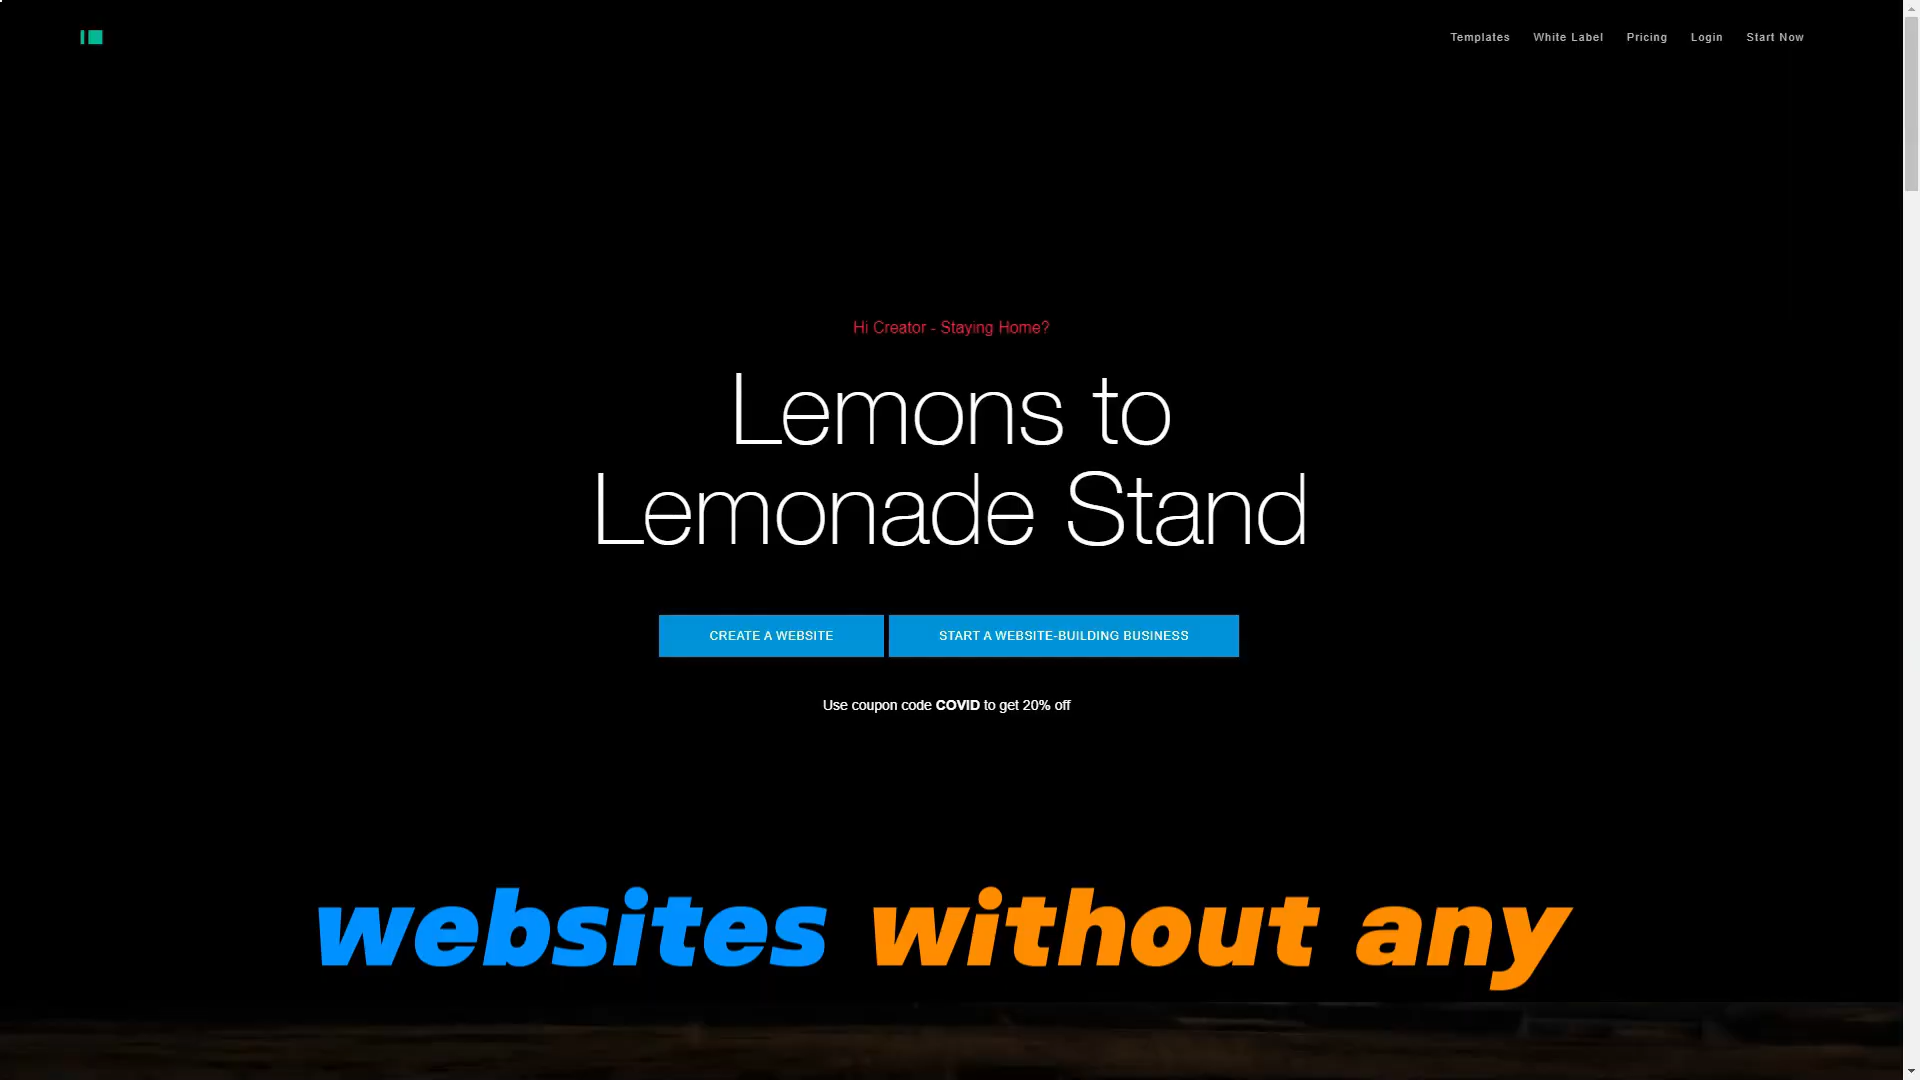 Templates White Label Pricing Login Start Now
Hi Creator - Staying Home?
Lemons to
Lemonade Stand
CREATE A WEBSITE START A WEBSITE-BUILDING BUSINESS
Use coupon code COVID to get 20% off
websites without any